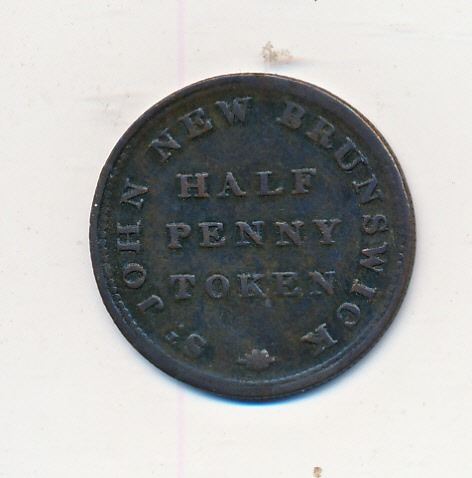 ST JOHN NEW BRUNSWICK
HALF
PENNY
TOKEN